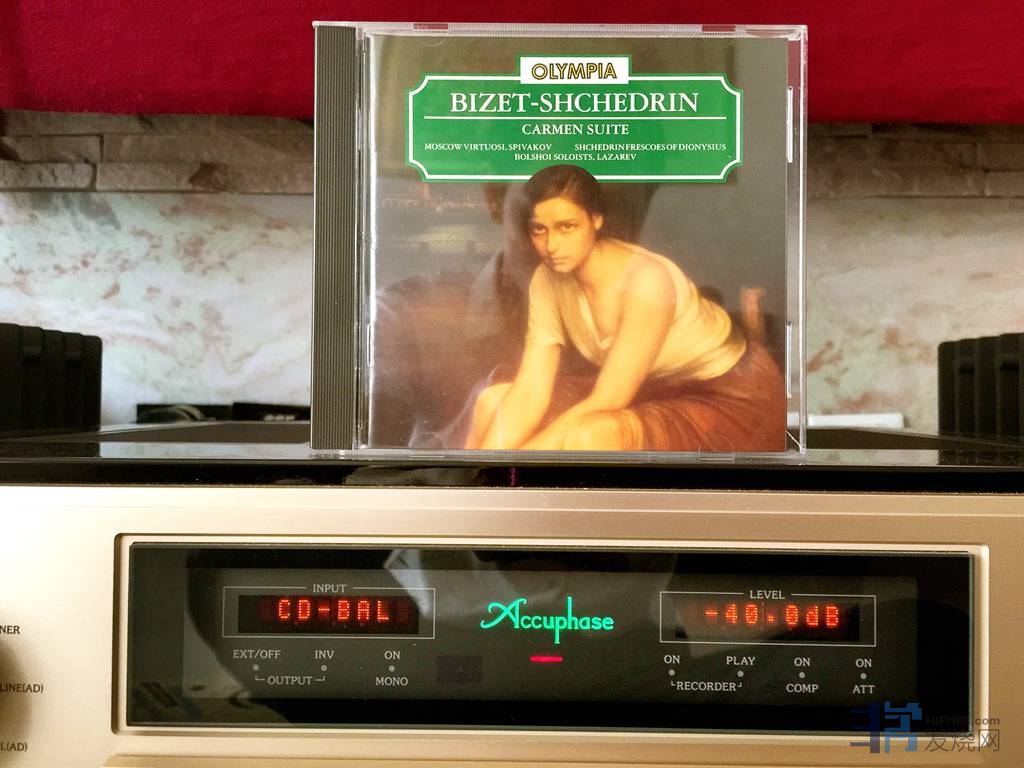 OLYMPIA
BIZET-SHCHEDRIN
CARMEN SUITE
MOSCOW VIRTUOSI, SPIVAKOV SHCHEDRIN FRESCOES OF DIONYSIUS
BOLSHOI SOLOISTS, LAZAREV
INPUT
CD-BAL
Accuphase
LEVEL
-40.0dB
EXT/OFF INV ON
OUTPUT MONO
ON PLAY ON ON
RECORDER COMP ATT
NER
LINE(AD)
L(AD)
HIFI168.com
发烧网